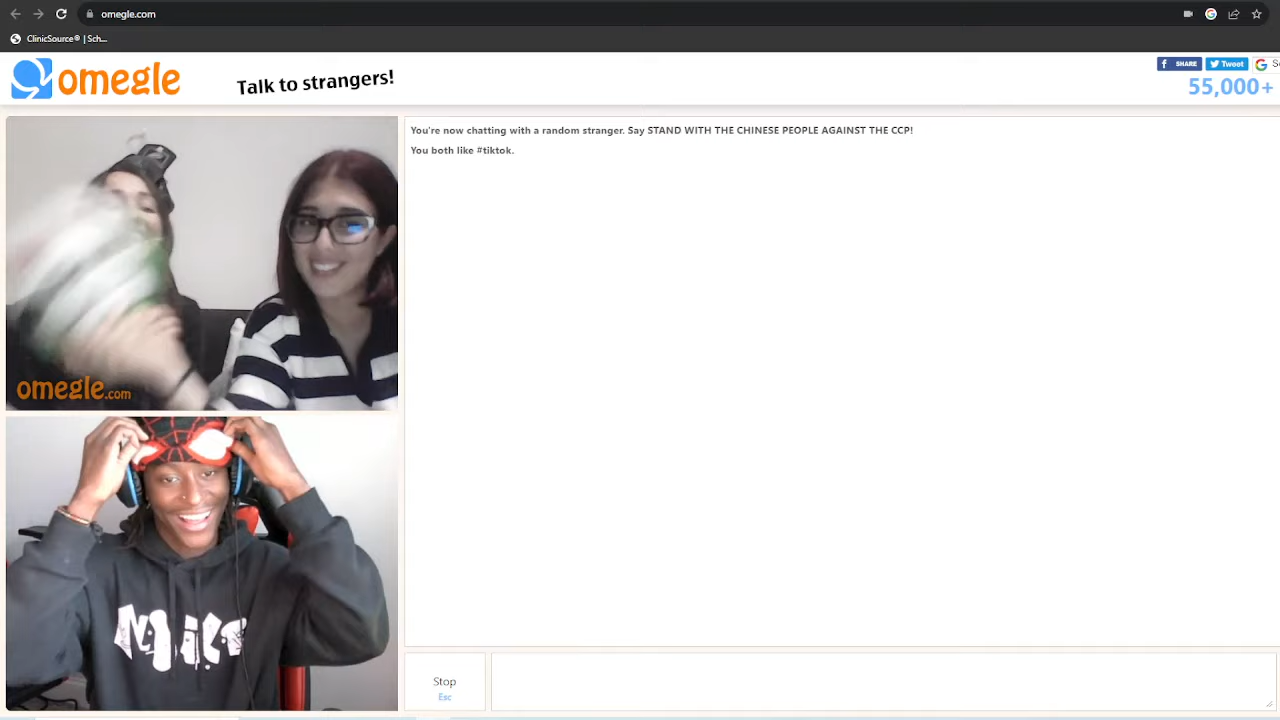 omegle.com
ClinicSource® | Sch...
omegle
Talk to strangers!
SHARE
Tweet
S
55,000+
You're now chatting with a random stranger. Say STAND WITH THE CHINESE PEOPLE AGAINST THE CCP!
You both like #tiktok.
omegle.com
Stop
Esc